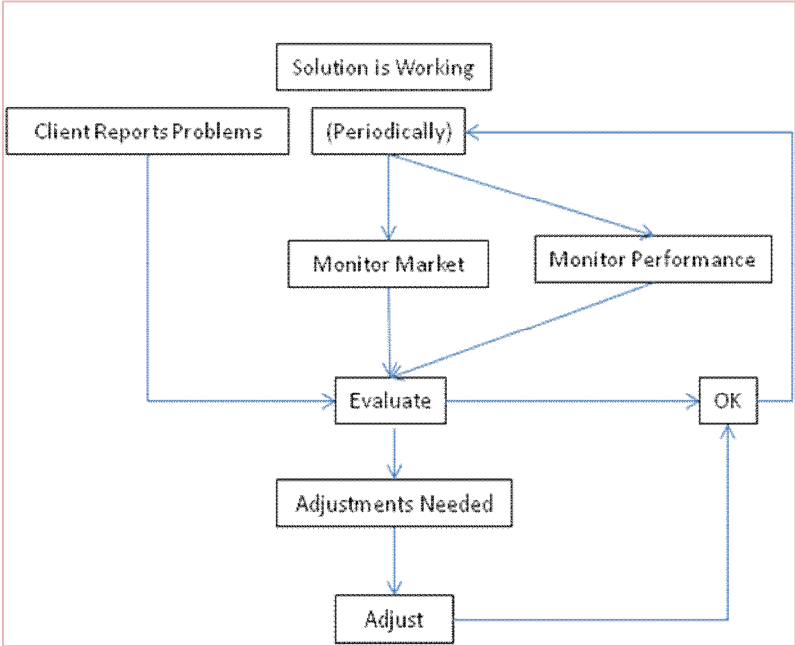 Solution is Working
Client Reports Problems
(Periodically)
Monitor Market
Monitor Performance
Evaluate
OK
Adjustments Needed
Adjust